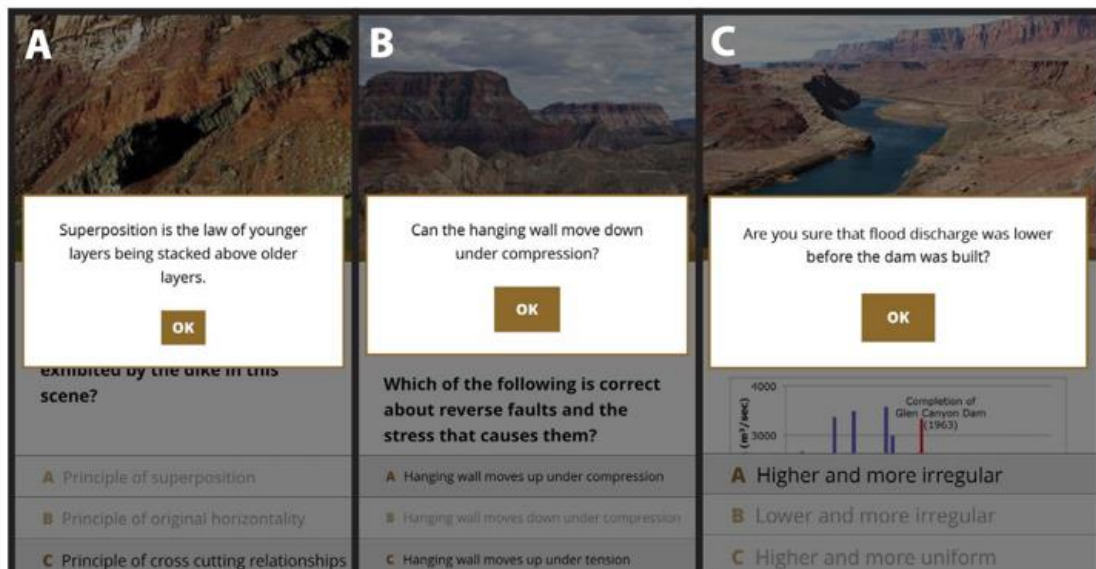 A
Superposition is the law of younger
layers being stacked above older
layers.
OK
exhibited by the dike in this
scene?
A Principle of superposition
B Principle of original horizontality
C Principle of cross cutting relationships
B
Can the hanging wall move down
under compression?
OK
Which of the following is correct
about reverse faults and the
stress that causes them?
A Hanging wall moves up under compression
B Hanging wall moves down under compression
C Hanging wall moves up under tension
C
Are you sure that flood discharge was lower
before the dam was built?
OK
4000
3000
(m³/sec)
Completion of
Glen Canyon Dam
(1963)
A Higher and more irregular
B Lower and more irregular
C Higher and more uniform